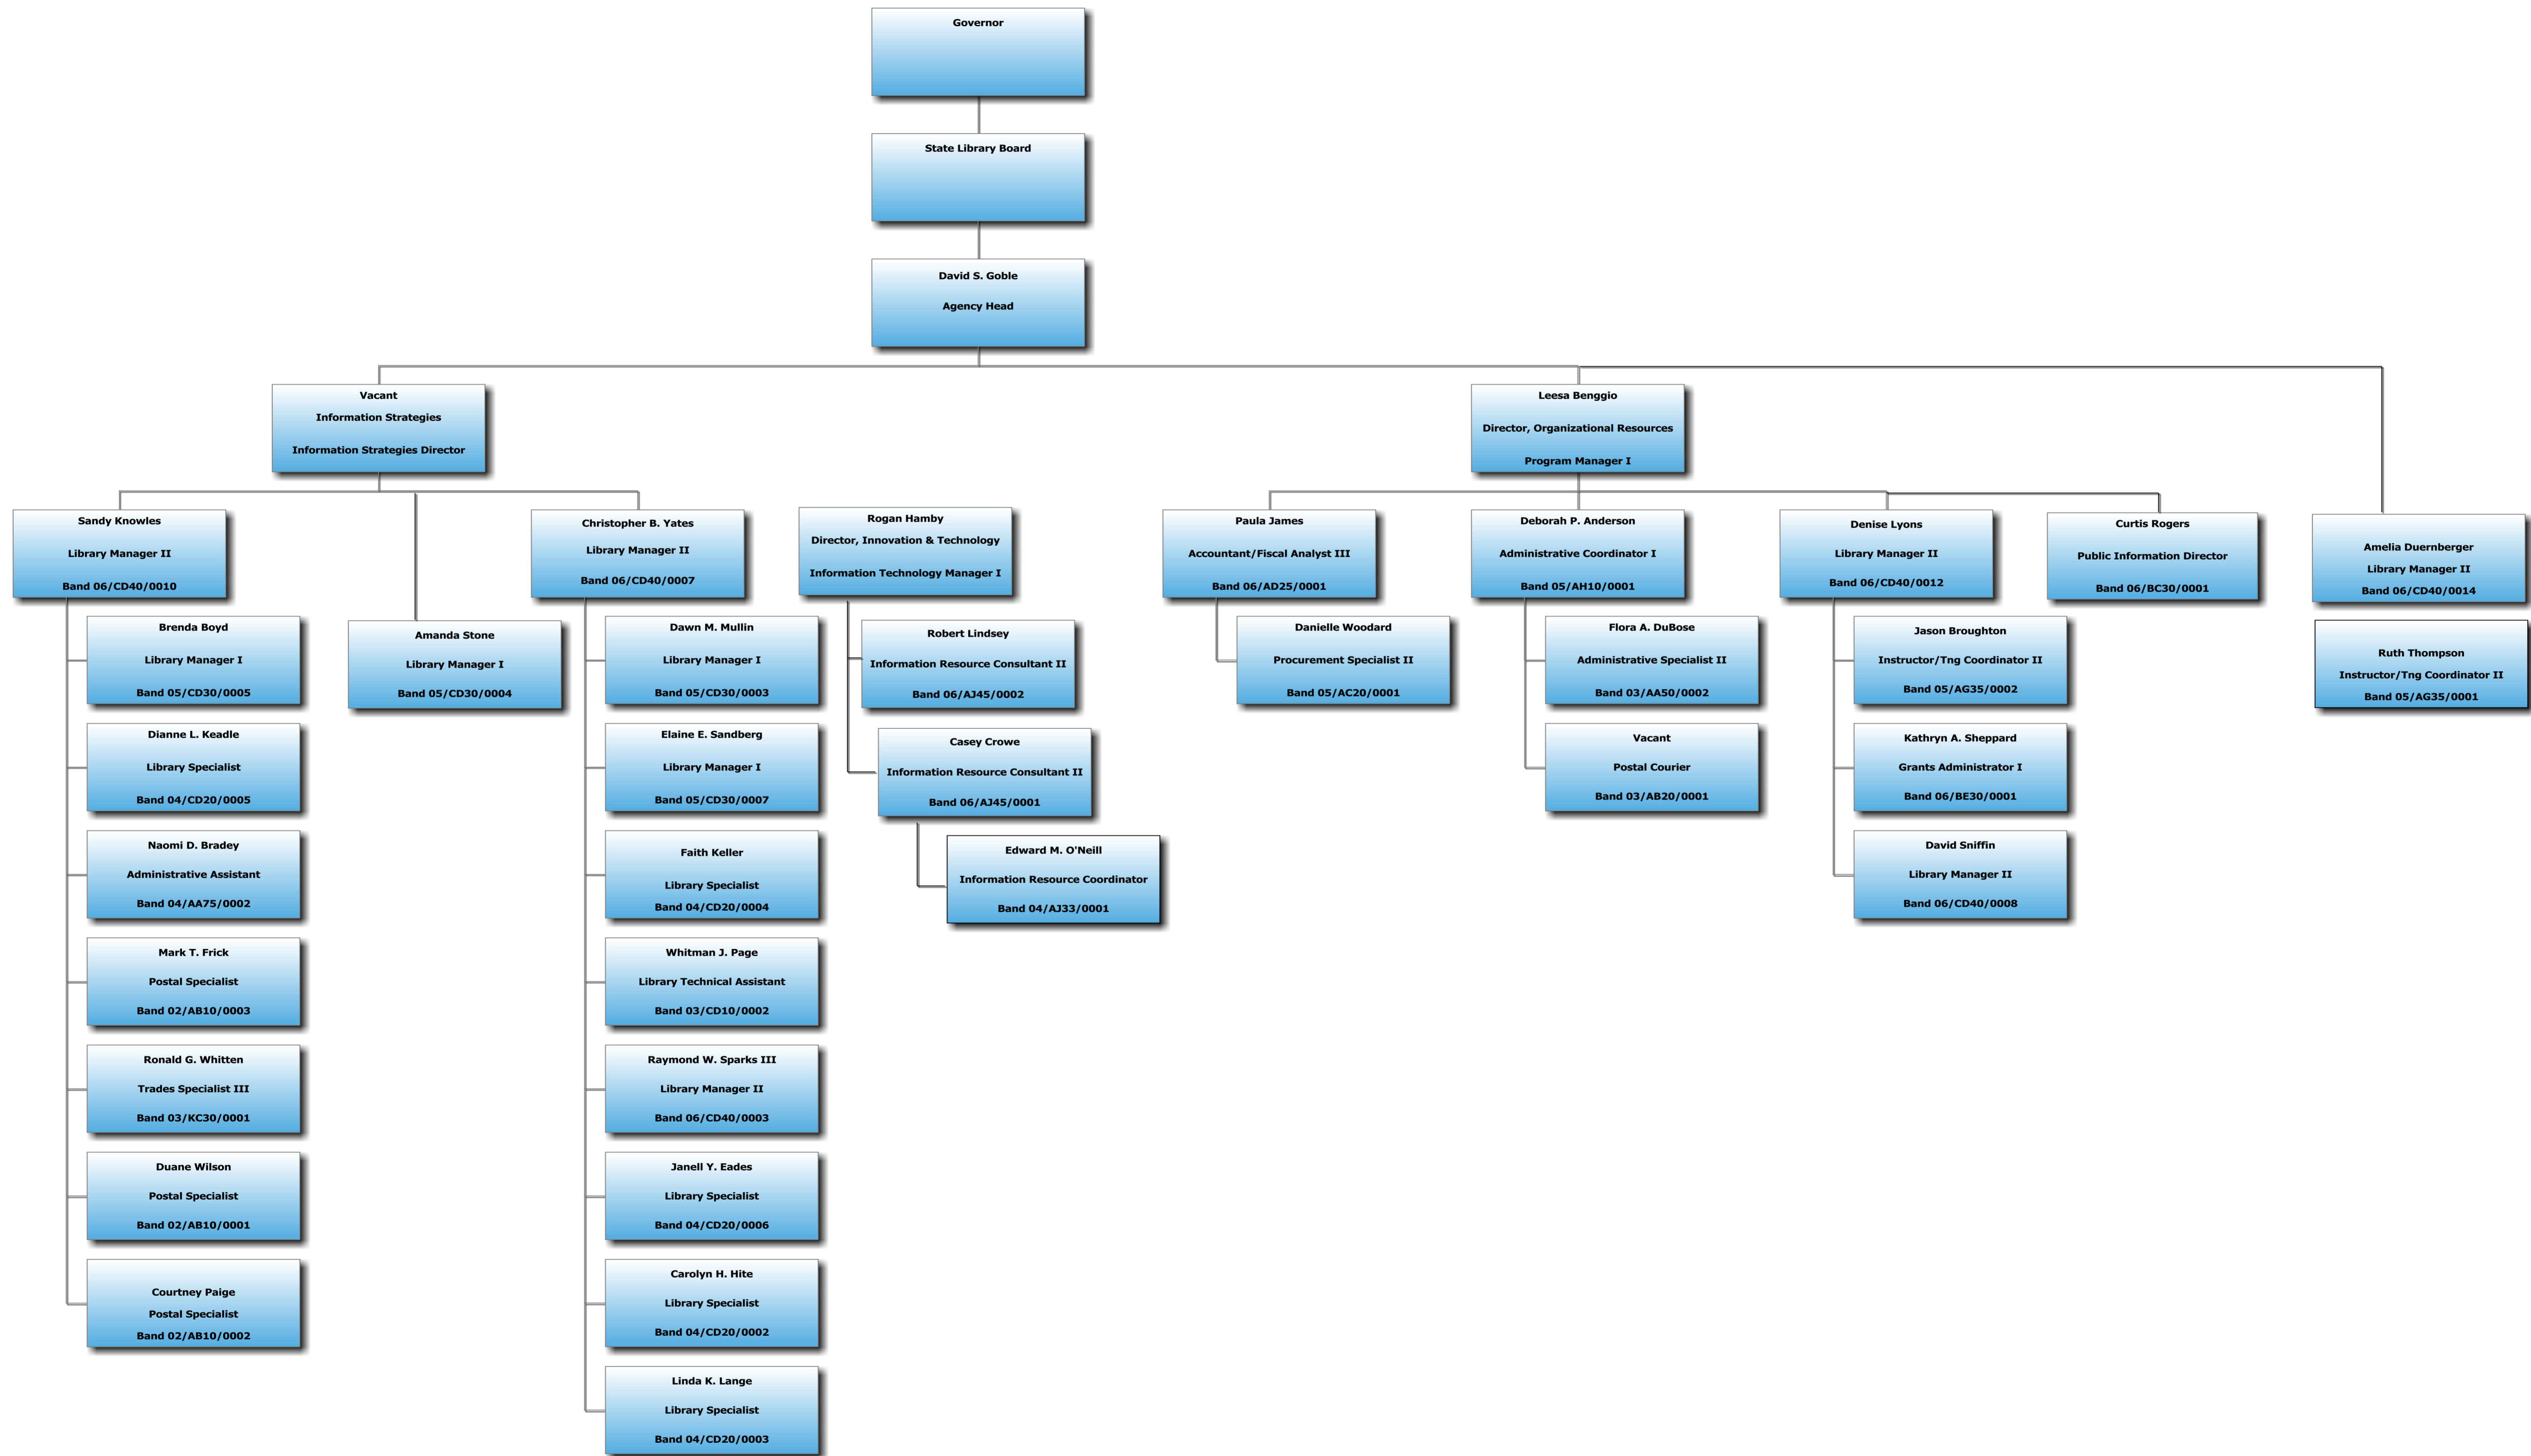 Governor
State Library Board
David S. Goble
Agency Head
Vacant
Information Strategies
Information Strategies Director
Leesa Benggio
Director, Organizational Resources
Program Manager I
Sandy Knowles
Library Manager II
Band 06/CD40/0010
Christopher B. Yates
Library Manager II
Band 06/CD40/0007
Rogan Hamby
Director, Innovation & Technology
Information Technology Manager I
Paula James
Accountant/Fiscal Analyst III
Band 06/AD25/0001
Deborah P. Anderson
Administrative Coordinator I
Band 05/AH10/0001
Denise Lyons
Library Manager II
Band 06/CD40/0012
Curtis Rogers
Public Information Director
Band 06/BC30/0001
Amelia Duernberger
Library Manager II
Band 06/CD40/0014
Brenda Boyd
Library Manager I
Band 05/CD30/0005
Amanda Stone
Library Manager I
Band 05/CD30/0004
Dawn M. Mullin
Library Manager I
Band 05/CD30/0003
Robert Lindsey
Information Resource Consultant II
Band 06/AJ45/0002
Danielle Woodard
Procurement Specialist II
Band 05/AC20/0001
Flora A. DuBose
Administrative Specialist II
Band 03/AA50/0002
Jason Broughton
Instructor/Tng Coordinator II
Band 05/AG35/0002
Ruth Thompson
Instructor/Tng Coordinator II
Band 05/AG35/0001
Dianne L. Keadle
Library Specialist
Band 04/CD20/0005
Elaine E. Sandberg
Library Manager I
Band 05/CD30/0007
Casey Crowe
Information Resource Consultant II
Band 06/AJ45/0001
Vacant
Postal Courier
Band 03/AB20/0001
Kathryn A. Sheppard
Grants Administrator I
Band 06/BE30/0001
Naomi D. Bradey
Administrative Assistant
Band 04/AA75/0002
Faith Keller
Library Specialist
Band 04/CD20/0004
Edward M. O'Neill
Information Resource Coordinator
Band 04/AJ33/0001
David Sniffin
Library Manager II
Band 06/CD40/0008
Mark T. Frick
Postal Specialist
Band 02/AB10/0003
Whitman J. Page
Library Technical Assistant
Band 03/CD10/0002
Ronald G. Whitten
Trades Specialist III
Band 03/KC30/0001
Raymond W. Sparks III
Library Manager II
Band 06/CD40/0003
Duane Wilson
Postal Specialist
Band 02/AB10/0001
Janell Y. Eades
Library Specialist
Band 04/CD20/0006
Courtney Paige
Postal Specialist
Band 02/AB10/0002
Carolyn H. Hite
Library Specialist
Band 04/CD20/0002
Linda K. Lange
Library Specialist
Band 04/CD20/0003